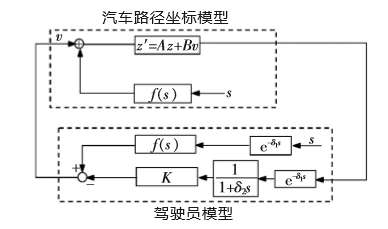 汽车路径坐标模型
v
z'=Az+Bv
f(s)
s
f(s)
e^-δ₁s
s
+
−
K
1
1+δ₂s
e^-δ₁s
驾驶员模型